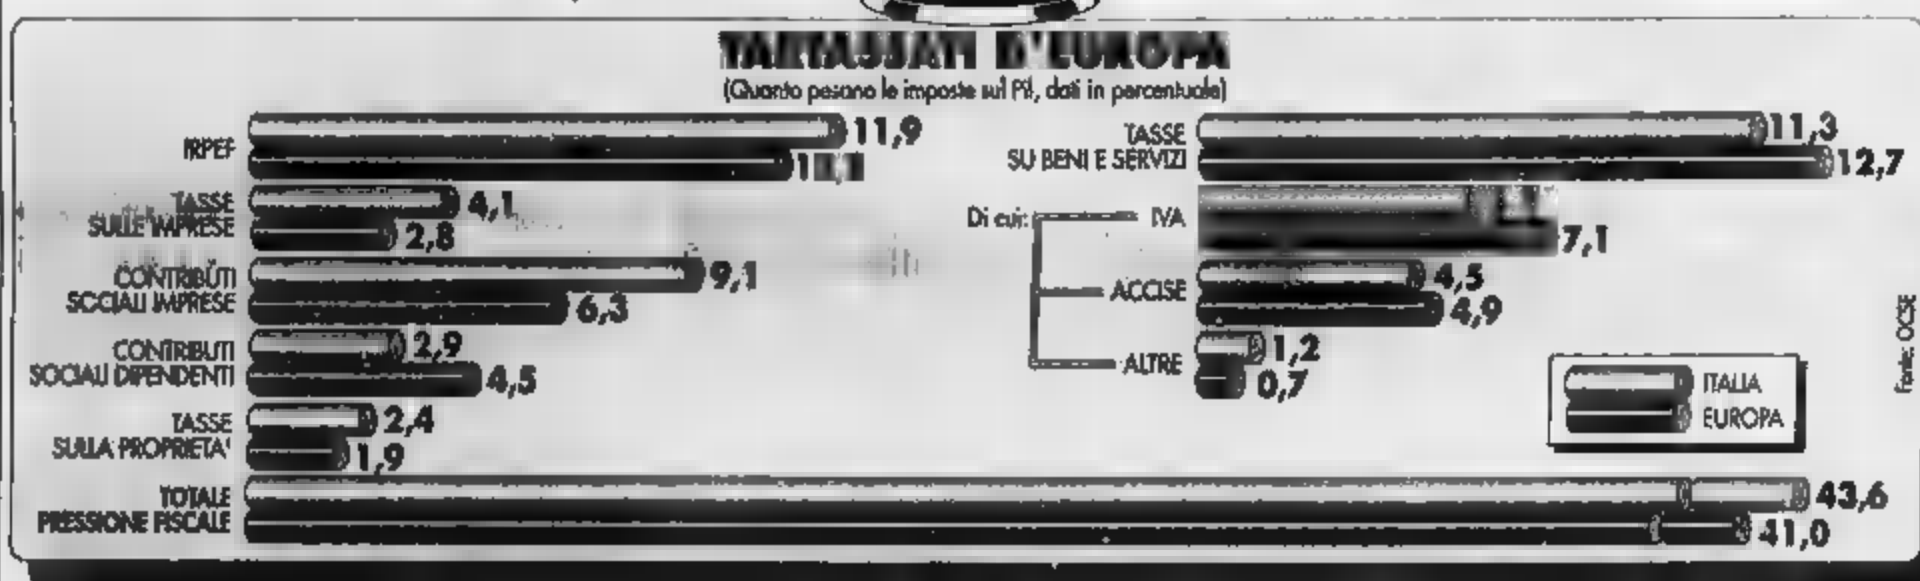 TARTASSATI D'EUROPA
(Quanto pesano le imposte sul Pil, dati in percentuale)
IRPEF
11,9
TASSE
SULLE IMPRESE
4,1
2,8
CONTRIBUTI
SOCIALI IMPRESE
9,1
6,3
CONTRIBUTI
SOCIALI DIPENDENTI
2,9
4,5
TASSE
SULLA PROPRIETA'
2,4
1,9
TOTALE
PRESSIONE FISCALE
43,6
41,0
TASSE
SU BENI E SERVIZI
11,3
12,7
Di cui:
IVA
7,1
ACCISE
4,5
4,9
ALTRE
1,2
0,7
ITALIA
EUROPA
Fonte: OCSE